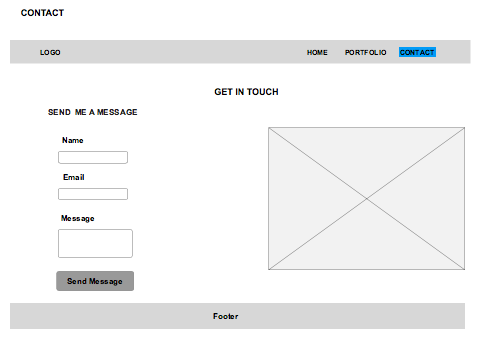 CONTACT
LOGO HOME PORTFOLIO CONTACT
GET IN TOUCH
SEND ME A MESSAGE
Name
Email
Message
Send Message
Footer